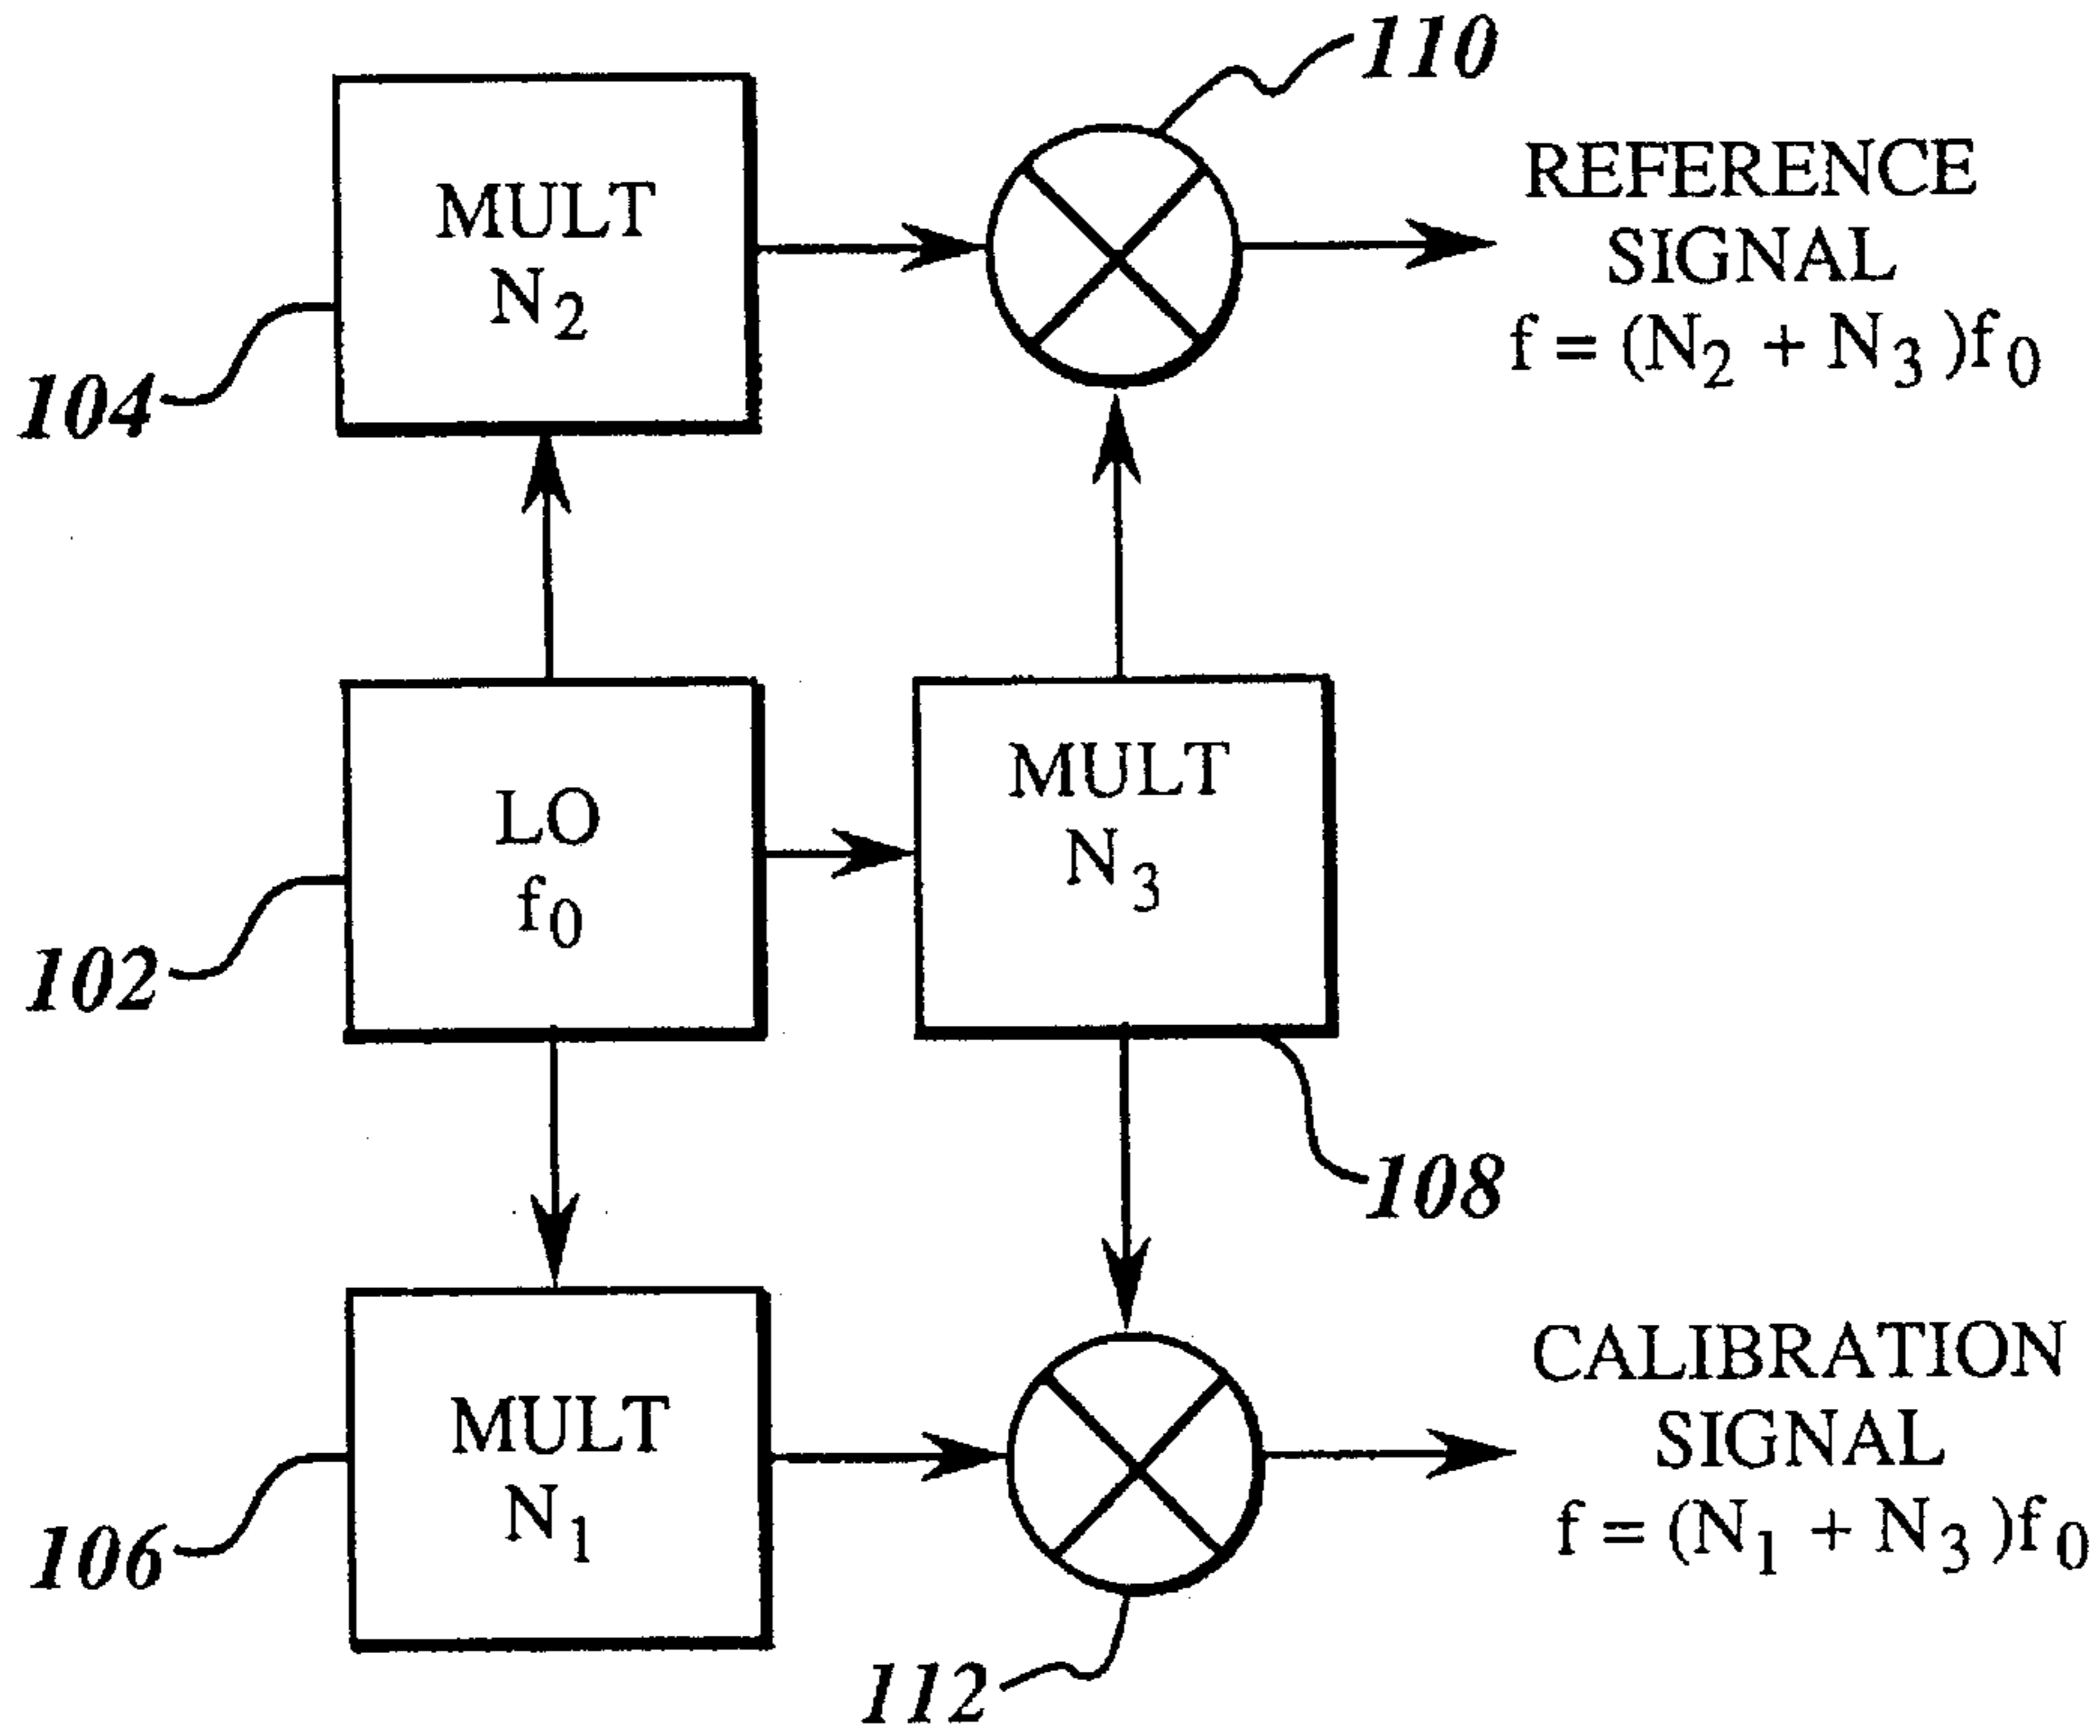 110
MULT
N2
REFERENCE
SIGNAL
f = (N2 + N3)f0
104
LO
f0
MULT
N3
102
108
MULT
N1
CALIBRATION
SIGNAL
f = (N1 + N3)f0
106
112